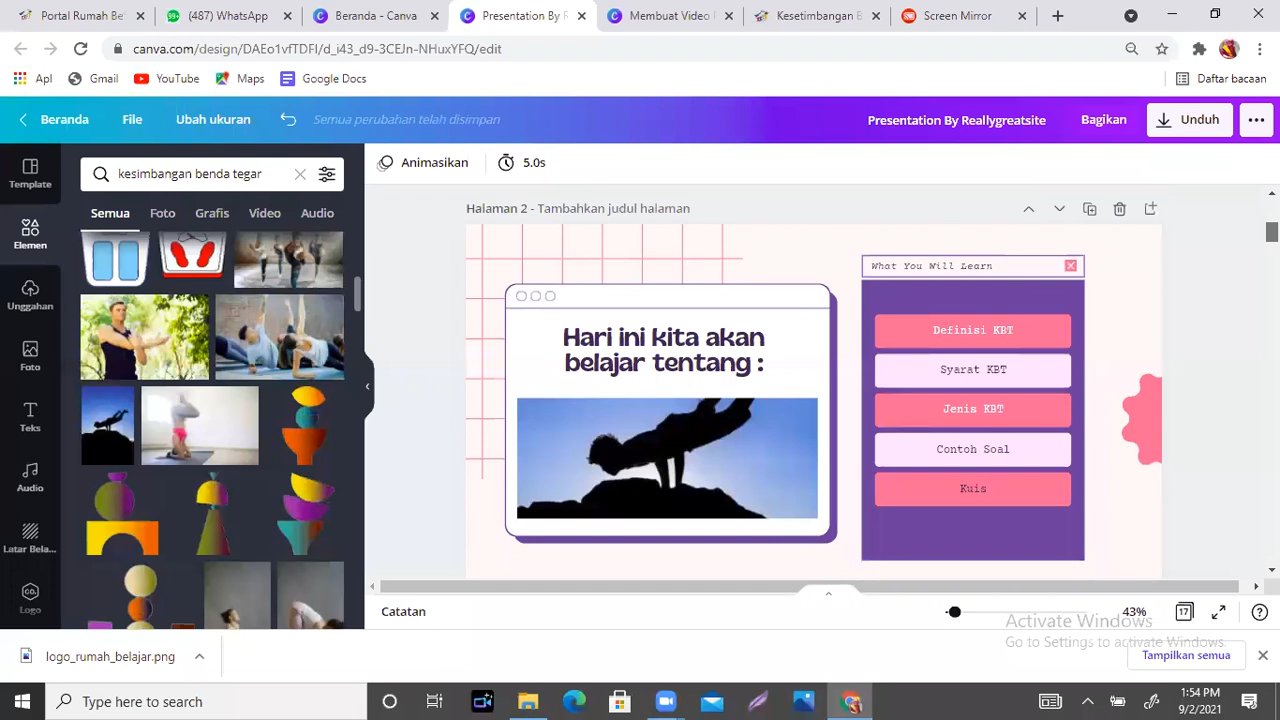 Portal Rumah Be
(487) WhatsApp
Beranda - Canva
Presentation By R
Membuat Video P
Kesetimbangan B
Screen Mirror
canva.com/design/DAEo1vfTDFI/d_i43_d9-3CEJn-NHuxYFQ/edit
Apl
Gmail
YouTube
Maps
Google Docs
Daftar bacaan
Beranda
File
Ubah ukuran
Semua perubahan telah disimpan
Presentation By Reallygreatsite
Bagikan
Unduh
Template
Elemen
Unggahan
Foto
Teks
Audio
Latar Bela...
Logo
kesimbangan benda tegar
Semua
Foto
Grafis
Video
Audio
Animasikan
5.0s
Halaman 2 - Tambahkan judul halaman
Hari ini kita akan
belajar tentang :
What You Will Learn
Definisi KBT
Syarat KBT
Jenis KBT
Contoh Soal
Kuis
Catatan
43%
17
Activate Windows
Go to Settings to activate Windows.
logo_rumah_belajar.png
Tampilkan semua
Type here to search
1:54 PM
9/2/2021